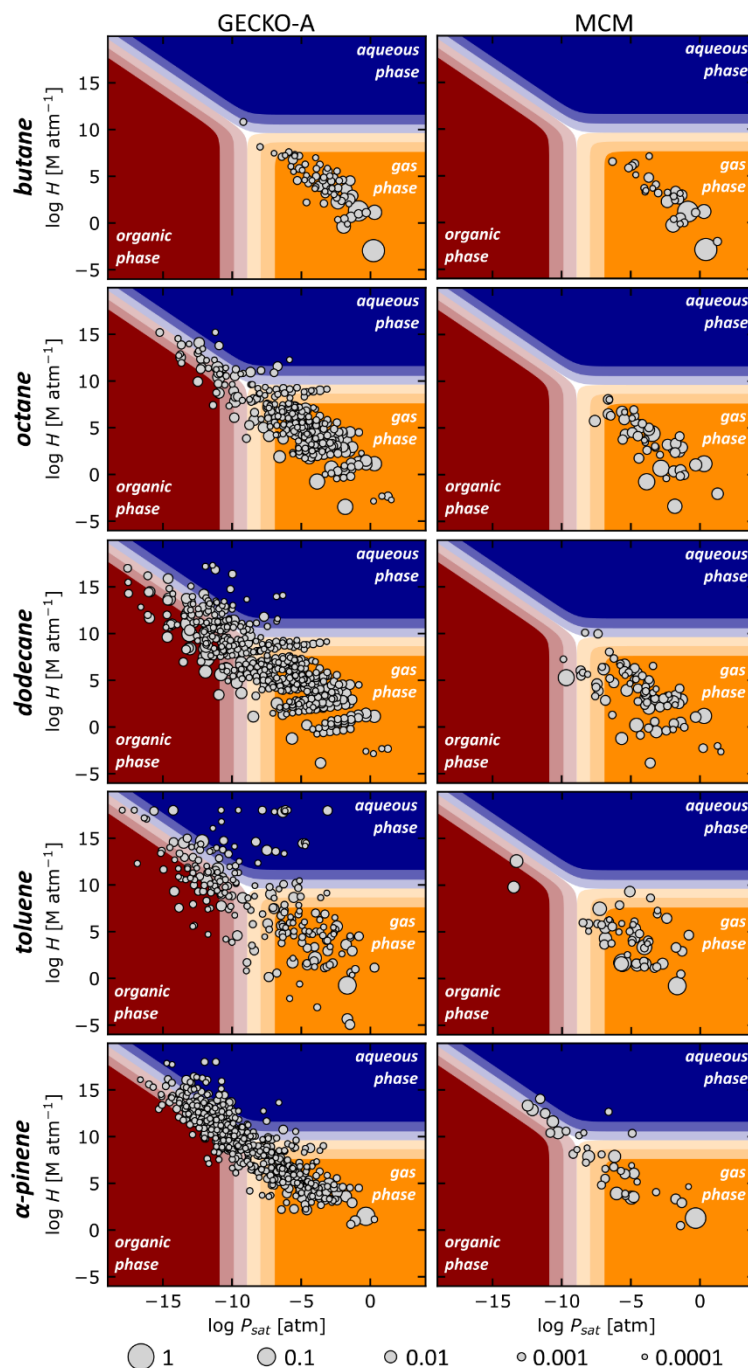 GECKO-A MCM
butane
log H [M atm⁻¹]
15
10
5
0
−5
aqueous
phase
gas
phase
organic
phase
aqueous
phase
gas
phase
organic
phase
octane
log H [M atm⁻¹]
15
10
5
0
−5
aqueous
phase
gas
phase
organic
phase
aqueous
phase
gas
phase
organic
phase
dodecane
log H [M atm⁻¹]
15
10
5
0
−5
aqueous
phase
gas
phase
organic
phase
aqueous
phase
gas
phase
organic
phase
toluene
log H [M atm⁻¹]
15
10
5
0
−5
aqueous
phase
gas
phase
organic
phase
aqueous
phase
gas
phase
organic
phase
α-pinene
log H [M atm⁻¹]
15
10
5
0
−5
aqueous
phase
gas
phase
organic
phase
aqueous
phase
gas
phase
organic
phase
−15 −10 −5 0 −15 −10 −5 0
log Psat [atm] log Psat [atm]
1 0.1 0.01 0.001 0.0001